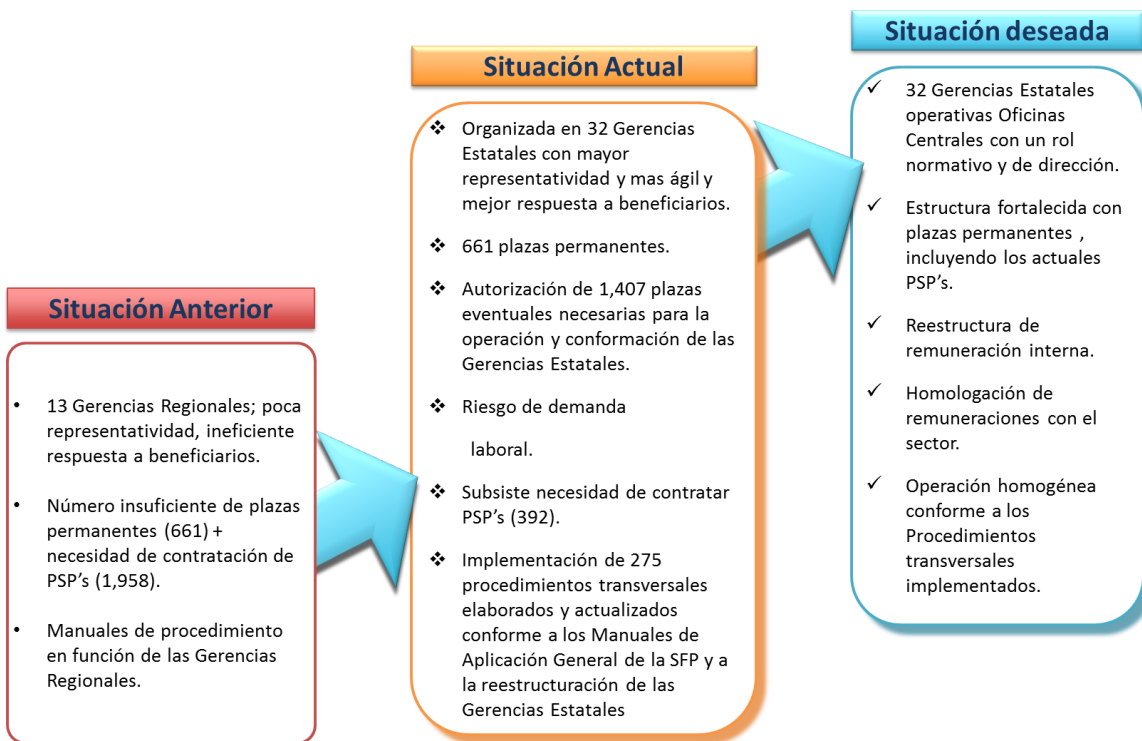 Situación Anterior
• 13 Gerencias Regionales; poca
representatividad, ineficiente
respuesta a beneficiarios.
• Número insuficiente de plazas
permanentes (661) +
necesidad de contratación de
PSP's (1,958).
• Manuales de procedimiento
en función de las Gerencias
Regionales.
Situación Actual
❖ Organizada en 32 Gerencias
Estatales con mayor
representatividad y mas ágil y
mejor respuesta a beneficiarios.
❖ 661 plazas permanentes.
❖ Autorización de 1,407 plazas
eventuales necesarias para la
operación y conformación de las
Gerencias Estatales.
❖ Riesgo de demanda
laboral.
❖ Subsiste necesidad de contratar
PSP's (392).
❖ Implementación de 275
procedimientos transversales
elaborados y actualizados
conforme a los Manuales de
Aplicación General de la SFP y a
la reestructuración de las
Gerencias Estatales
Situación deseada
✓ 32 Gerencias Estatales
operativas Oficinas
Centrales con un rol
normativo y de dirección.
✓ Estructura fortalecida con
plazas permanentes ,
incluyendo los actuales
PSP's.
✓ Reestructura de
remuneración interna.
✓ Homologación de
remuneraciones con el
sector.
✓ Operación homogénea
conforme a los
Procedimientos
transversales
implementados.